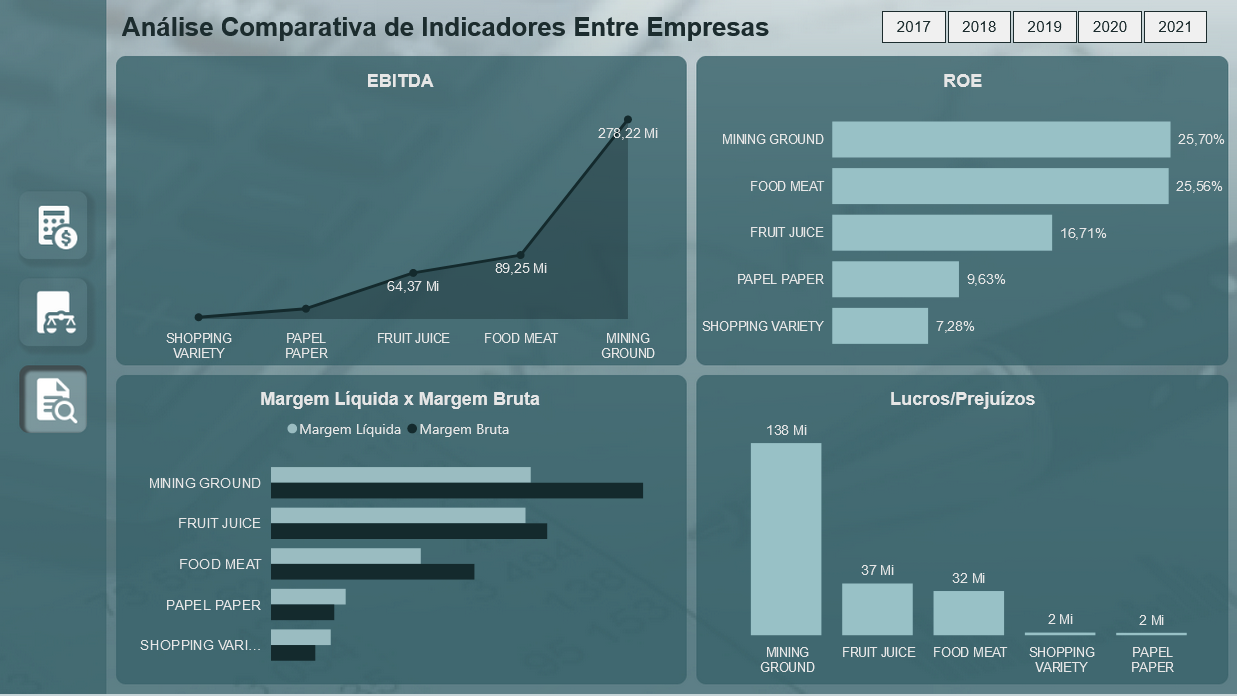 Análise Comparativa de Indicadores Entre Empresas
2017 2018 2019 2020 2021
EBITDA
278,22 Mi
89,25 Mi
64,37 Mi
SHOPPING VARIETY
PAPEL PAPER
FRUIT JUICE
FOOD MEAT
MINING GROUND
ROE
MINING GROUND 25,70%
FOOD MEAT 25,56%
FRUIT JUICE 16,71%
PAPEL PAPER 9,63%
SHOPPING VARIETY 7,28%
Margem Líquida x Margem Bruta
Margem Líquida Margem Bruta
MINING GROUND
FRUIT JUICE
FOOD MEAT
PAPEL PAPER
SHOPPING VARI...
Lucros/Prejuízos
138 Mi
37 Mi
32 Mi
2 Mi
2 Mi
MINING GROUND
FRUIT JUICE
FOOD MEAT
SHOPPING VARIETY
PAPEL PAPER